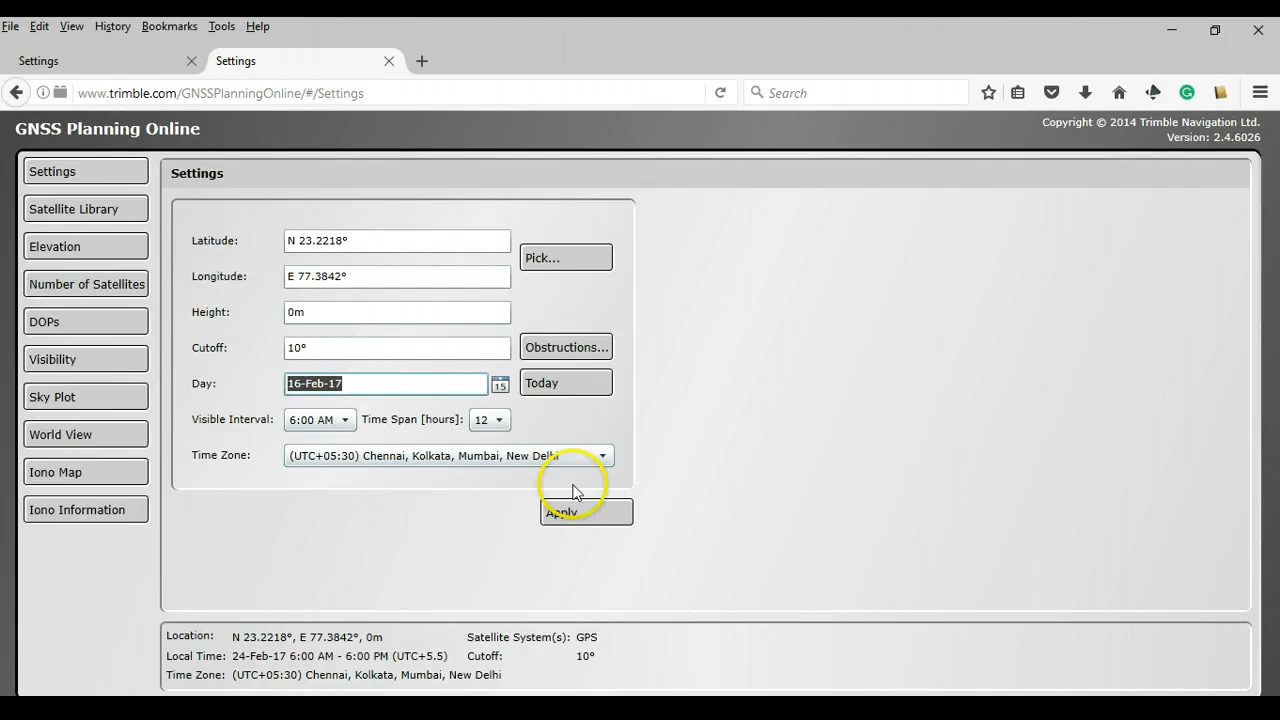 File Edit View History Bookmarks Tools Help
Settings Settings
www.trimble.com/GNSSPlanningOnline/#/Settings Search
GNSS Planning Online
Copyright © 2014 Trimble Navigation Ltd.
Version: 2.4.6026
Settings
Satellite Library
Elevation
Number of Satellites
DOPs
Visibility
Sky Plot
World View
Iono Map
Iono Information
Settings
Latitude: N 23.2218° Pick...
Longitude: E 77.3842°
Height: 0m
Cutoff: 10° Obstructions...
Day: 16-Feb-17 15 Today
Visible Interval: 6:00 AM Time Span [hours]: 12
Time Zone: (UTC+05:30) Chennai, Kolkata, Mumbai, New Delhi
Apply
Location: N 23.2218°, E 77.3842°, 0m Satellite System(s): GPS
Local Time: 24-Feb-17 6:00 AM - 6:00 PM (UTC+5.5) Cutoff: 10°
Time Zone: (UTC+05:30) Chennai, Kolkata, Mumbai, New Delhi